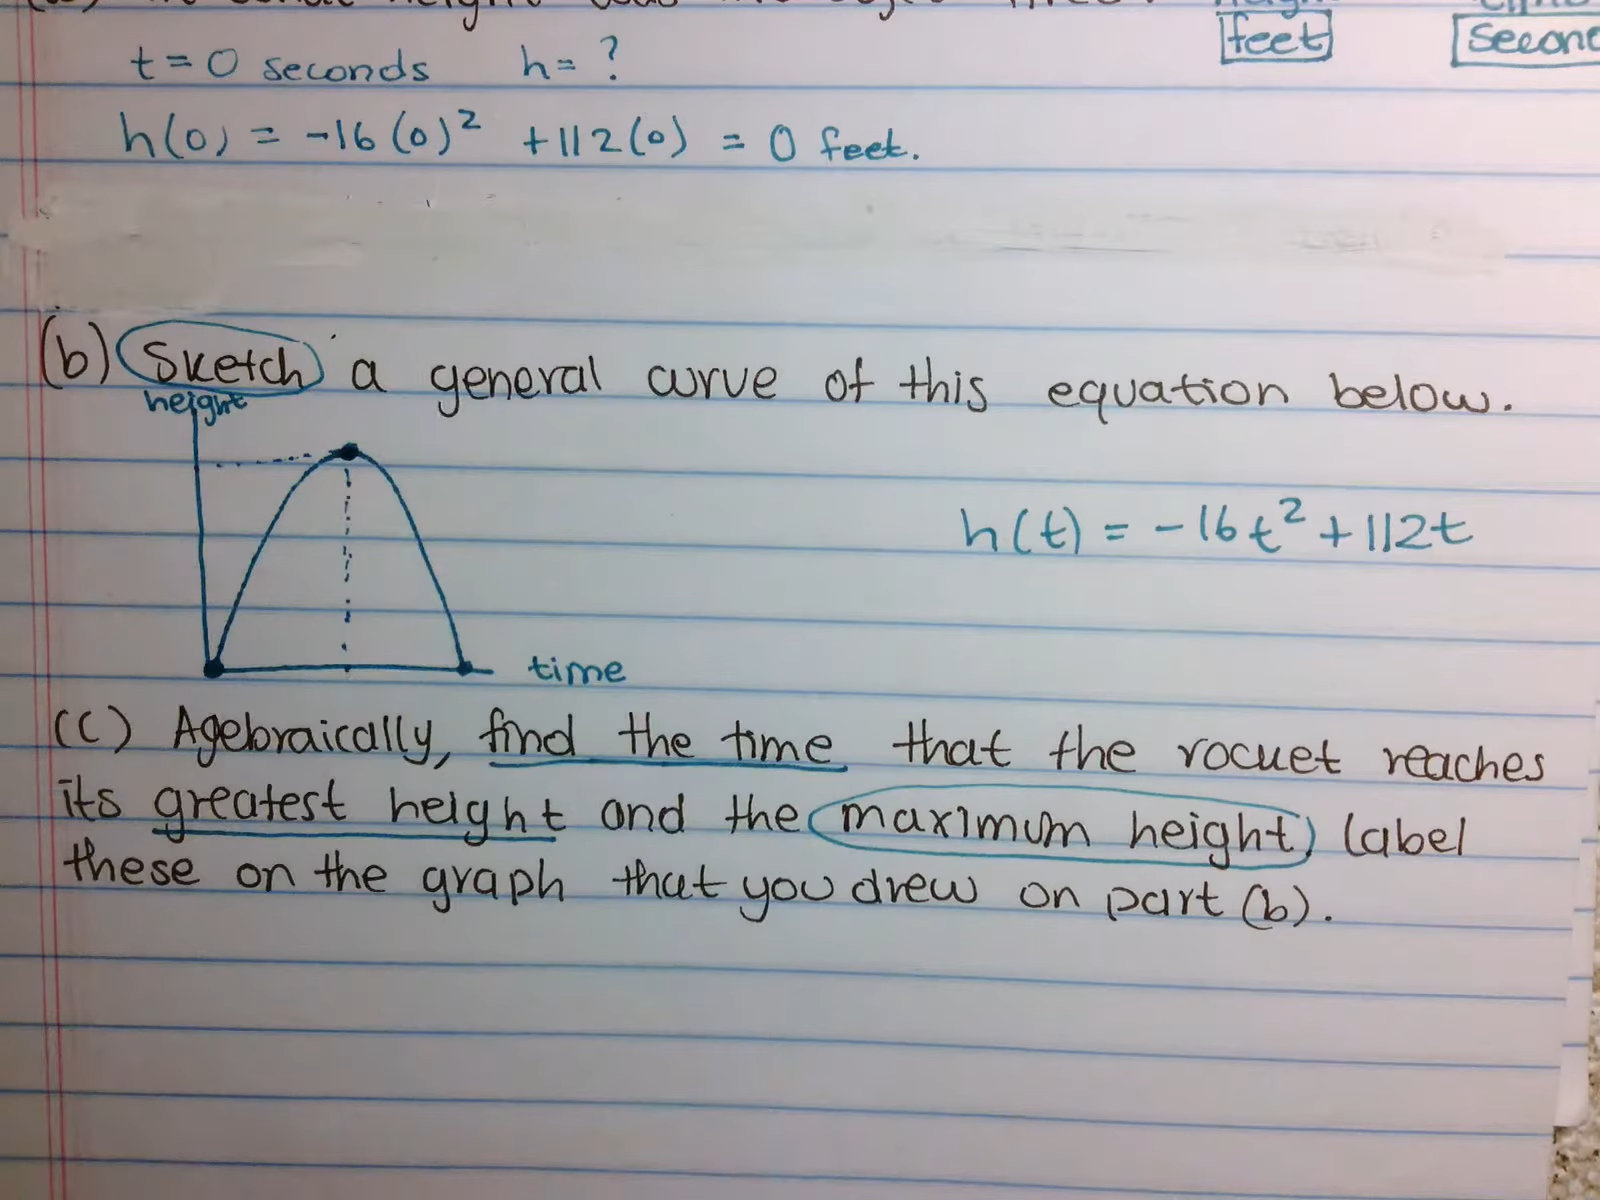 feet Second
t = 0 seconds h = ?
h(0) = -16(0)² +112(0) = 0 feet.
(b) Sketch a general curve of this equation below.
height
h(t) = -16t² + 112t
time
(c) Agebraically, find the time that the rocket reaches
its greatest height and the maximum height) label
these on the graph that you drew on part (b).